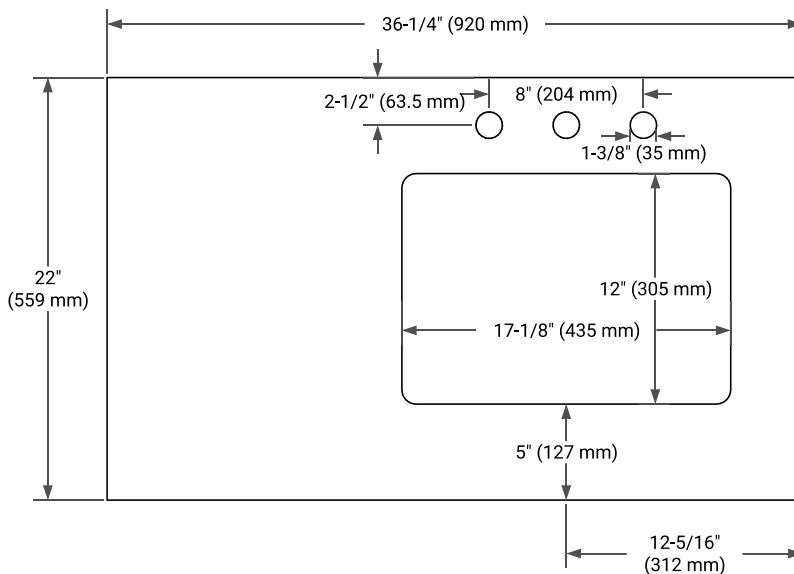 36-1/4" (920 mm)
2-1/2" (63.5 mm)
8" (204 mm)
1-3/8" (35 mm)
22"
(559 mm)
12" (305 mm)
17-1/8" (435 mm)
5" (127 mm)
12-5/16"
(312 mm)